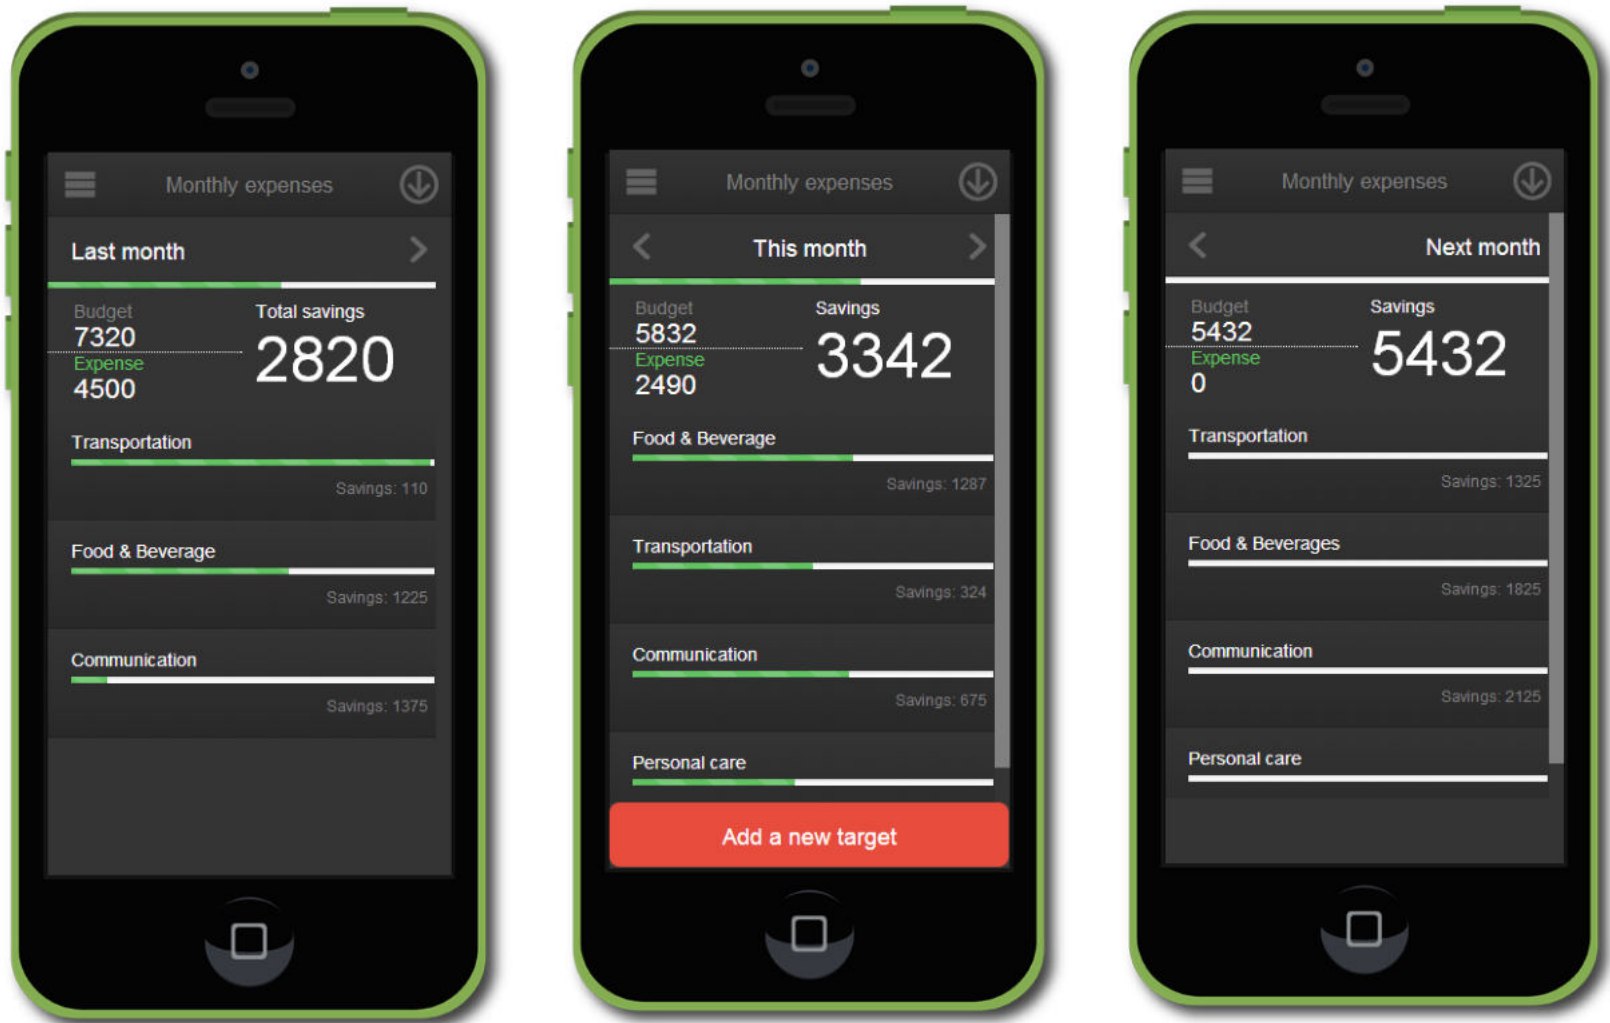 Monthly expenses
Last month
Budget
7320
Total savings
2820
Expense
4500
Transportation
Savings: 110
Food & Beverage
Savings: 1225
Communication
Savings: 1375
Monthly expenses
This month
Budget
5832
Savings
3342
Expense
2490
Food & Beverage
Savings: 1287
Transportation
Savings: 324
Communication
Savings: 675
Personal care
Add a new target
Monthly expenses
Next month
Budget
5432
Savings
5432
Expense
0
Transportation
Savings: 1325
Food & Beverages
Savings: 1825
Communication
Savings: 2125
Personal care